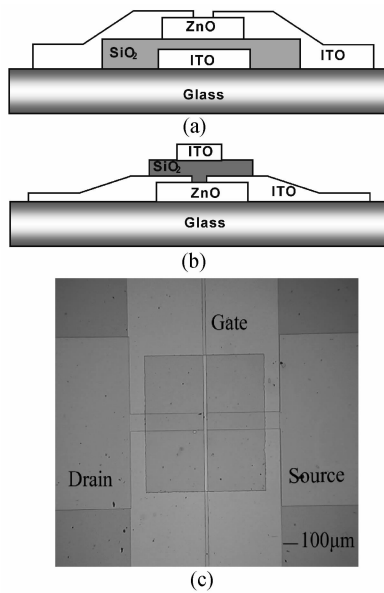 ZnO
SiO₂ ITO ITO
Glass
(a)
ITO
SiO₂
ZnO ITO
Glass
(b)
Gate
Drain Source
100μm
(c)